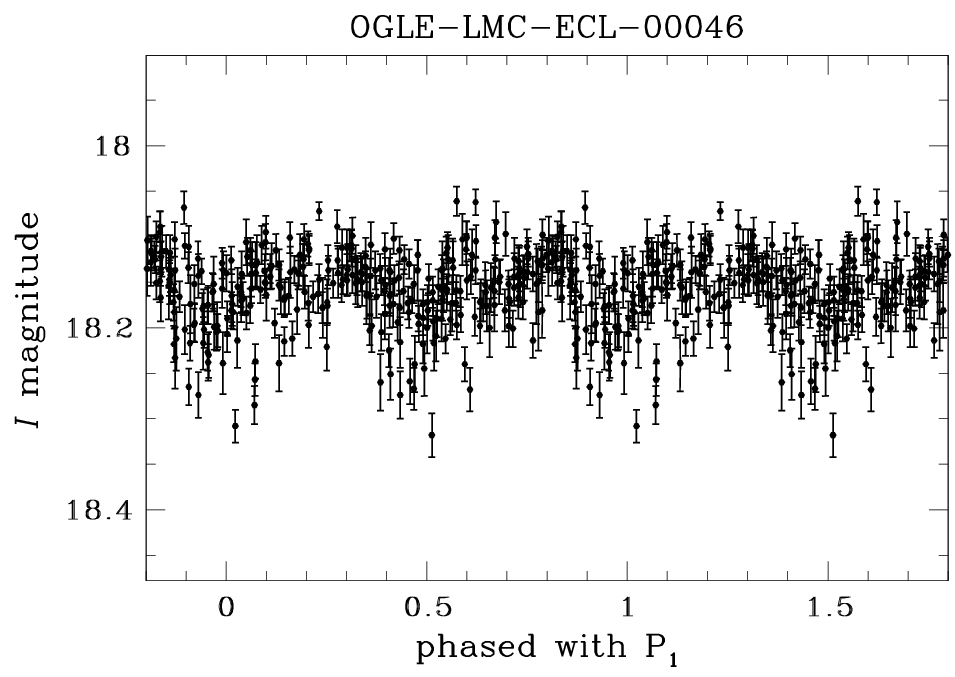 OGLE-LMC-ECL-00046
18
18.2
18.4
I magnitude
0 0.5 1 1.5
phased with P₁